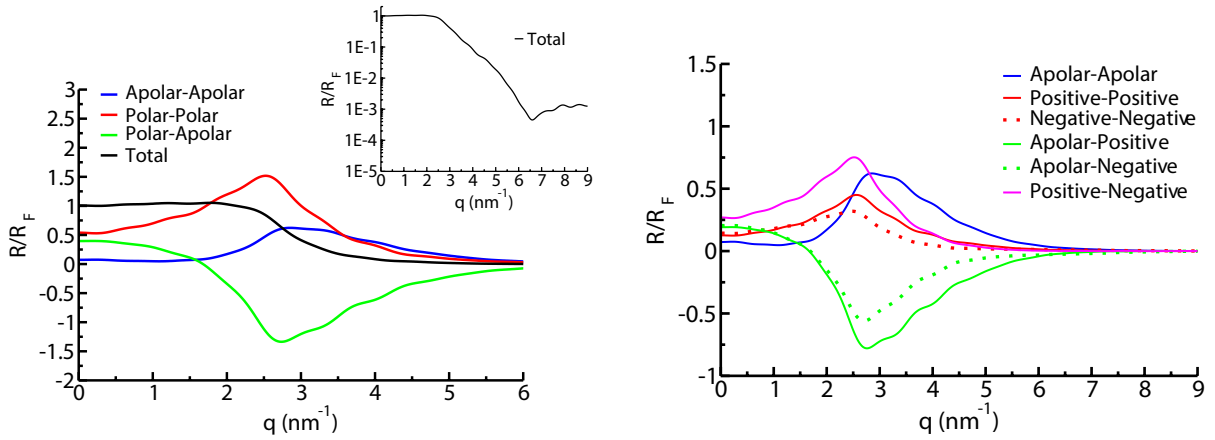 1
1E-1
1E-2
1E-3
1E-4
1E-5
R/R_F
0 1 2 3 4 5 6 7 8 9
q (nm⁻¹)
Total
3
2.5
2
1.5
1
0.5
0
-0.5
-1
-1.5
-2
R/R_F
Apolar-Apolar
Polar-Polar
Polar-Apolar
Total
0 1 2 3 4 5 6
q (nm⁻¹)
1.5
1
0.5
0
-0.5
-1
R/R_F
Apolar-Apolar
Positive-Positive
Negative-Negative
Apolar-Positive
Apolar-Negative
Positive-Negative
0 1 2 3 4 5 6 7 8 9
q (nm⁻¹)